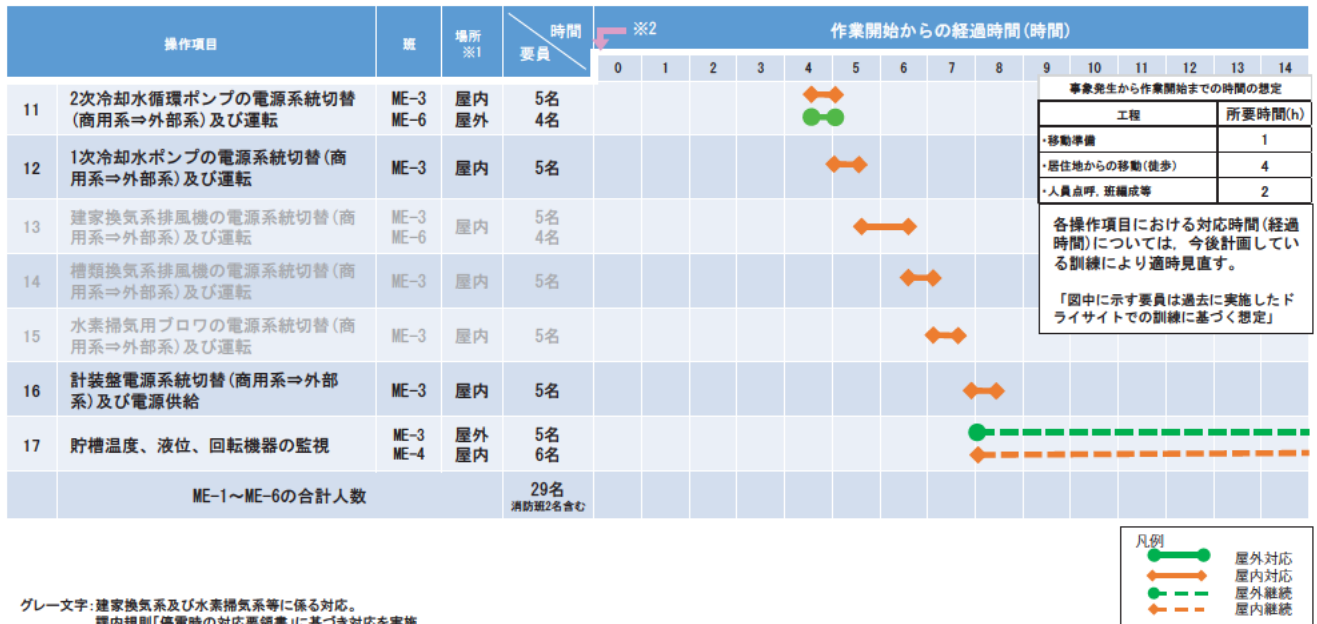 操作項目
班
場所
※1
時間
要員
※2
作業開始からの経過時間(時間)
0 1 2 3 4 5 6 7 8 9 10 11 12 13 14
11
2次冷却水循環ポンプの電源系統切替
(商用系⇒外部系)及び運転
ME-3
ME-6
屋内
屋外
5名
4名
12
1次冷却水ポンプの電源系統切替(商
用系⇒外部系)及び運転
ME-3
屋内
5名
13
建家換気系排風機の電源系統切替(商
用系⇒外部系)及び運転
ME-3
ME-6
屋内
5名
4名
14
槽類換気系排風機の電源系統切替(商
用系⇒外部系)及び運転
ME-3
屋内
5名
15
水素掃気用ブロワの電源系統切替(商
用系⇒外部系)及び運転
ME-3
屋内
5名
16
計装盤電源系統切替(商用系⇒外部
系)及び電源供給
ME-3
屋内
5名
17
貯槽温度、液位、回転機器の監視
ME-3
ME-4
屋外
屋内
5名
6名
ME-1～ME-6の合計人数
29名
消防班2名含む
事象発生から作業開始までの時間の想定
工程
所要時間(h)
・移動準備
1
・居住地からの移動(徒歩)
4
・人員点呼，班編成等
2
各操作項目における対応時間(経過
時間)については，今後計画してい
る訓練により適時見直す。
「図中に示す要員は過去に実施したド
ライサイトでの訓練に基づく想定」
凡例
屋外対応
屋内対応
屋外継続
屋内継続
グレー文字：建家換気系及び水素掃気系等に係る対応。
課内規則「停電時の対応要領書」に基づき対応を実施